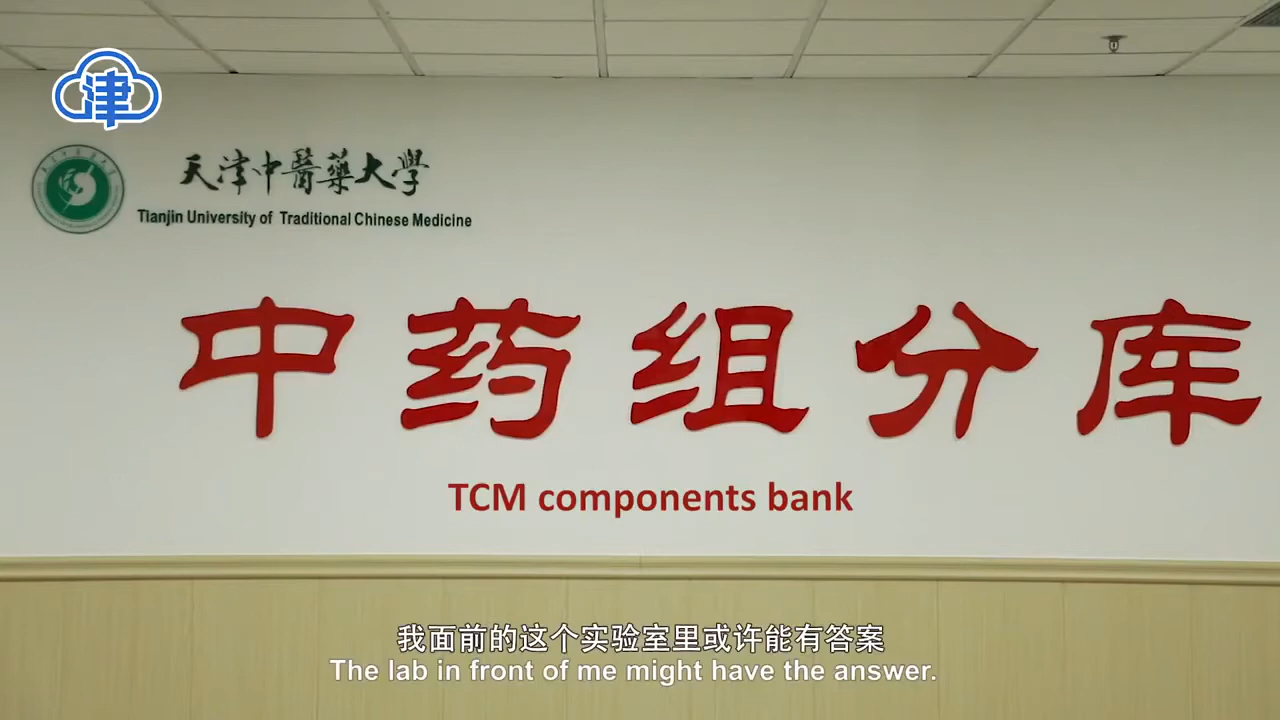 津
天津中醫藥大學
Tianjin University of Traditional Chinese Medicine
中药组分库
TCM components bank
我面前的这个实验室里或许能有答案
The lab in front of me might have the answer.